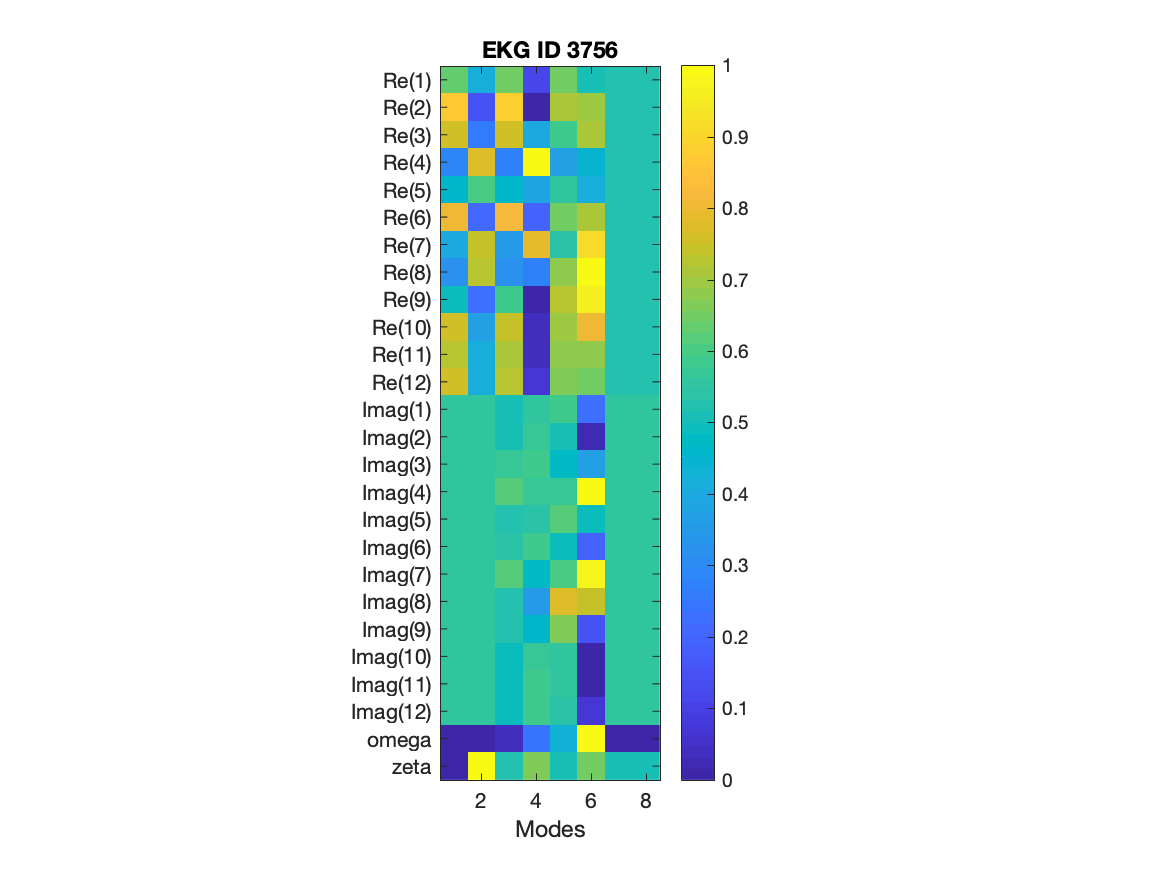 EKG ID 3756
Re(1)
Re(2)
Re(3)
Re(4)
Re(5)
Re(6)
Re(7)
Re(8)
Re(9)
Re(10)
Re(11)
Re(12)
Imag(1)
Imag(2)
Imag(3)
Imag(4)
Imag(5)
Imag(6)
Imag(7)
Imag(8)
Imag(9)
Imag(10)
Imag(11)
Imag(12)
omega
zeta
2 4 6 8
Modes
1
0.9
0.8
0.7
0.6
0.5
0.4
0.3
0.2
0.1
0